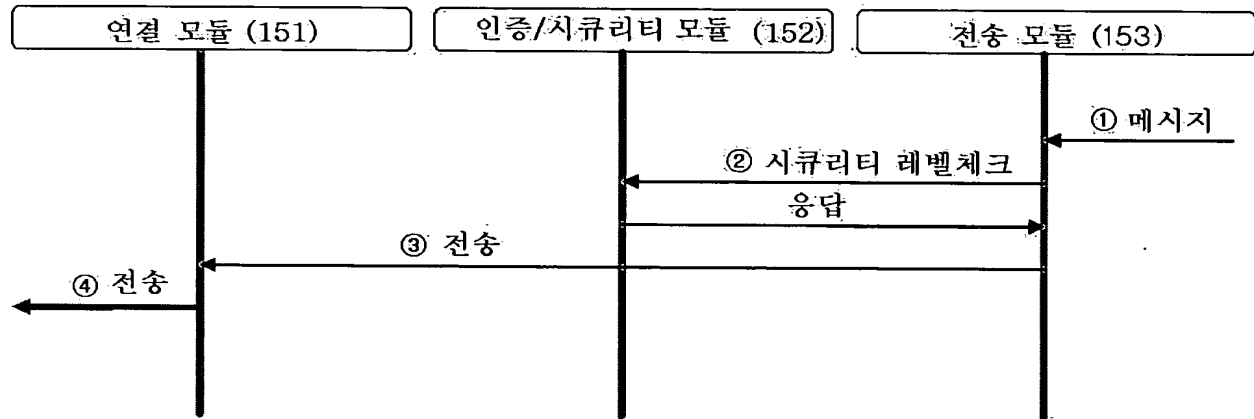 연결 모듈 (151)
인증/시큐리티 모듈 (152)
전송 모듈 (153)
① 메시지
② 시큐리티 레벨체크
응답
③ 전송
④ 전송